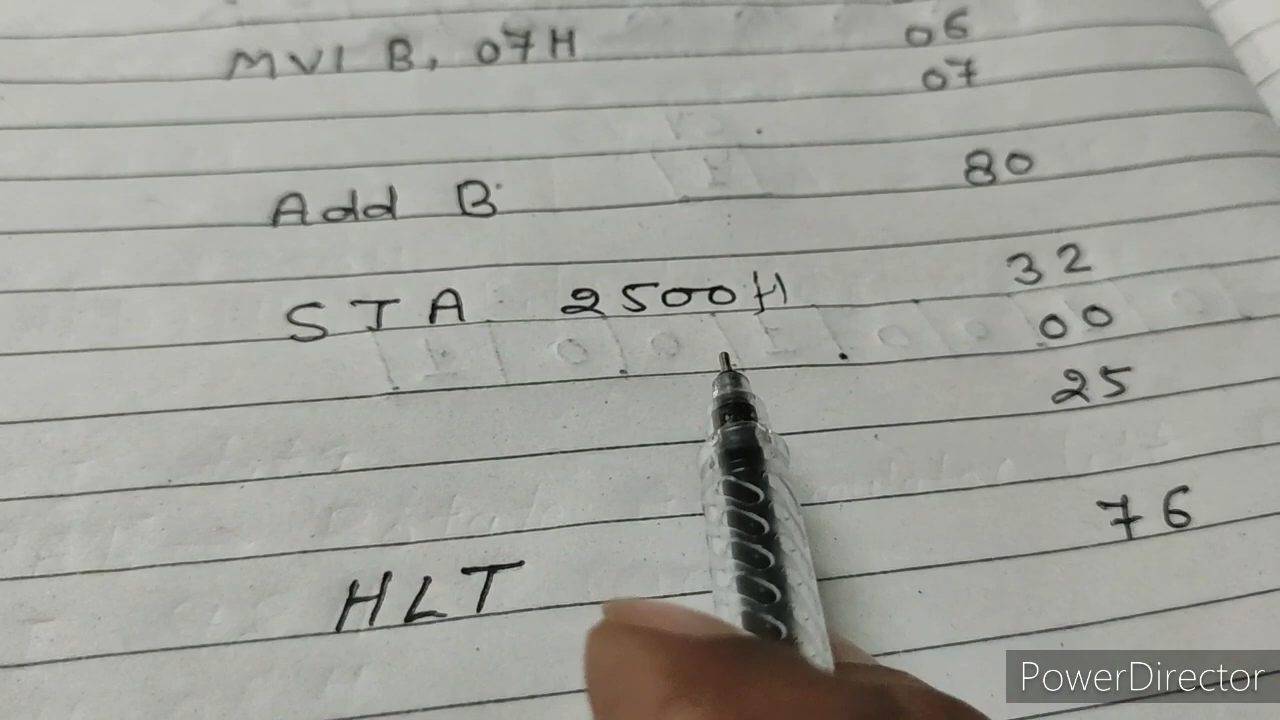 MVI B, 07H 06
07
Add B 80
STA 2500H 32
00
25
HLT 76
PowerDirector